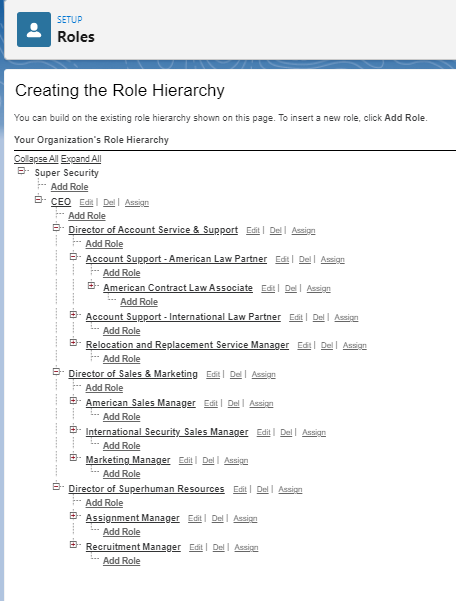 SETUP
Roles
Creating the Role Hierarchy
You can build on the existing role hierarchy shown on this page. To insert a new role, click Add Role.
Your Organization's Role Hierarchy
Collapse All Expand All
Super Security
Add Role
CEO Edit | Del | Assign
Add Role
Director of Account Service & Support Edit | Del | Assign
Add Role
Account Support - American Law Partner Edit | Del | Assign
Add Role
American Contract Law Associate Edit | Del | Assign
Add Role
Account Support - International Law Partner Edit | Del | Assign
Add Role
Relocation and Replacement Service Manager Edit | Del | Assign
Add Role
Director of Sales & Marketing Edit | Del | Assign
Add Role
American Sales Manager Edit | Del | Assign
Add Role
International Security Sales Manager Edit | Del | Assign
Add Role
Marketing Manager Edit | Del | Assign
Add Role
Director of Superhuman Resources Edit | Del | Assign
Add Role
Assignment Manager Edit | Del | Assign
Add Role
Recruitment Manager Edit | Del | Assign
Add Role